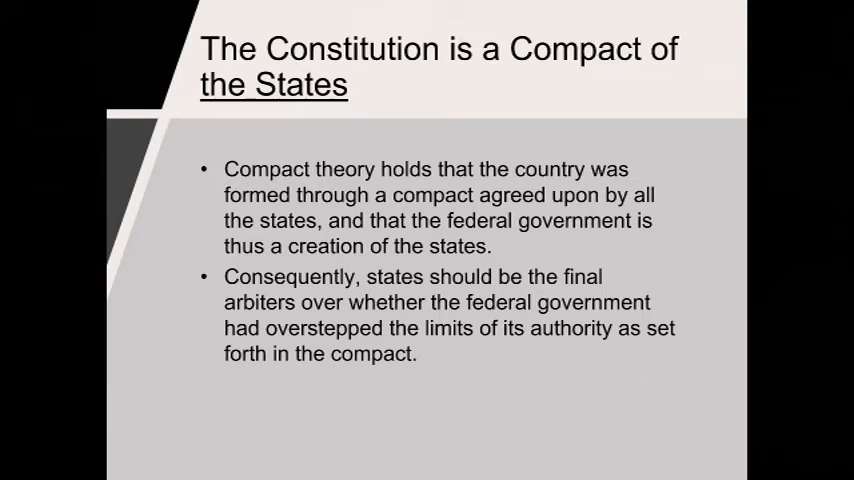 The Constitution is a Compact of
the States
• Compact theory holds that the country was
formed through a compact agreed upon by all
the states, and that the federal government is
thus a creation of the states.
• Consequently, states should be the final
arbiters over whether the federal government
had overstepped the limits of its authority as set
forth in the compact.